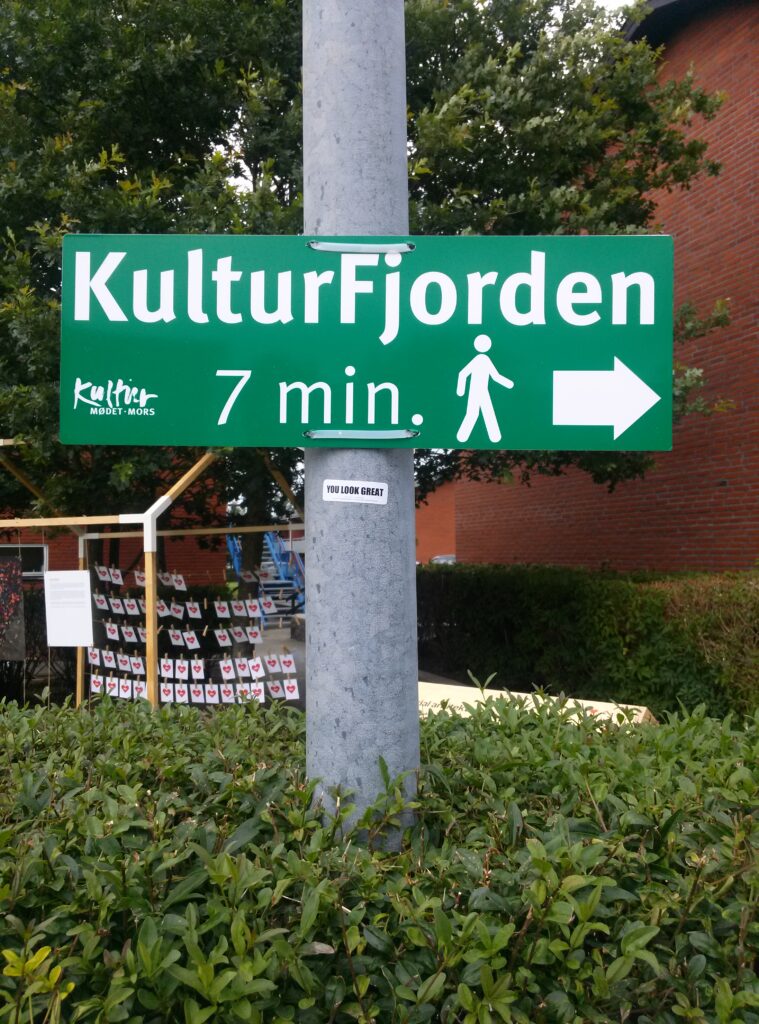 KulturFjorden
7 min.
Kultur
MØDET·MORS
YOU LOOK GREAT